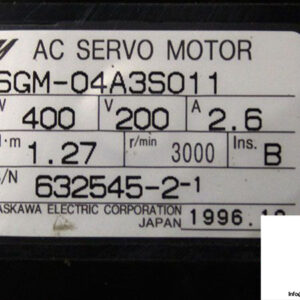 AC SERVO MOTOR
SGM-04A3S011
W 400 V 200 A 2.6
N·m 1.27 r/min 3000 Ins. B
S/N 632545-2-1
YASKAWA ELECTRIC CORPORATION
JAPAN 1996.